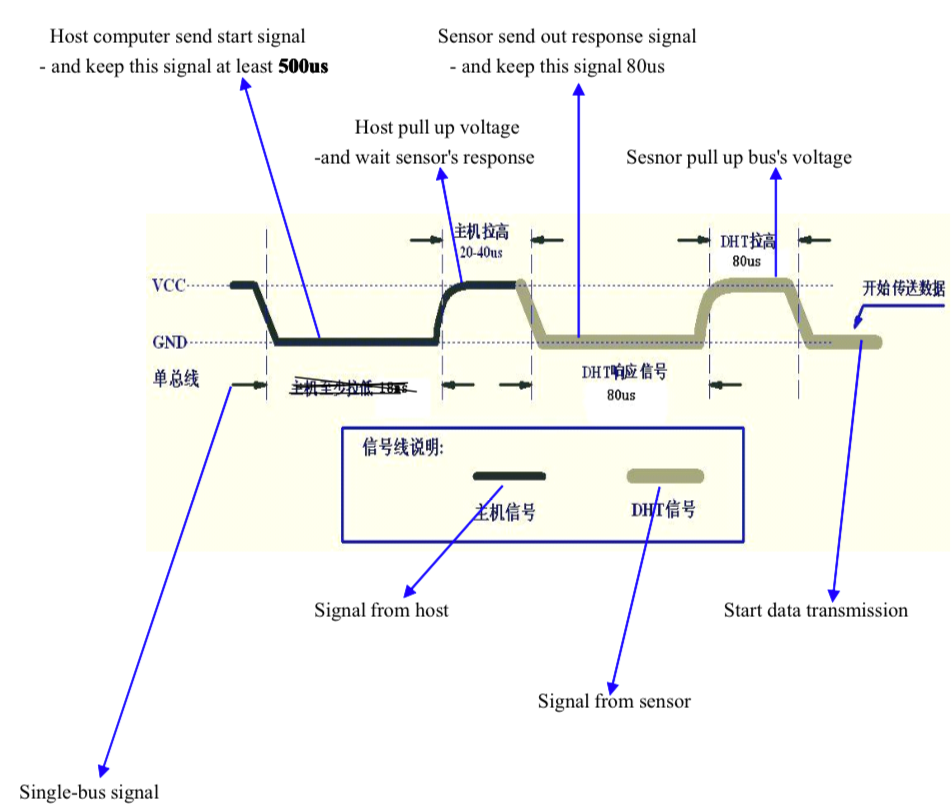 Host computer send start signal
- and keep this signal at least 500us
Sensor send out response signal
- and keep this signal 80us
Host pull up voltage
-and wait sensor's response
Sesnor pull up bus's voltage
主机拉高
20-40us
DHT拉高
80us
VCC
开始传送数据
GND
单总线
主机至少拉低 18ms
DHT响应信号
80us
信号线说明:
主机信号
DHT信号
Signal from host
Start data transmission
Signal from sensor
Single-bus signal